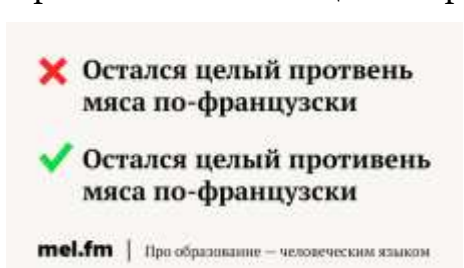 Остался целый протвень
мяса по-французски
Остался целый противень
мяса по-французски
mel.fm | Про образование — человеческим языком